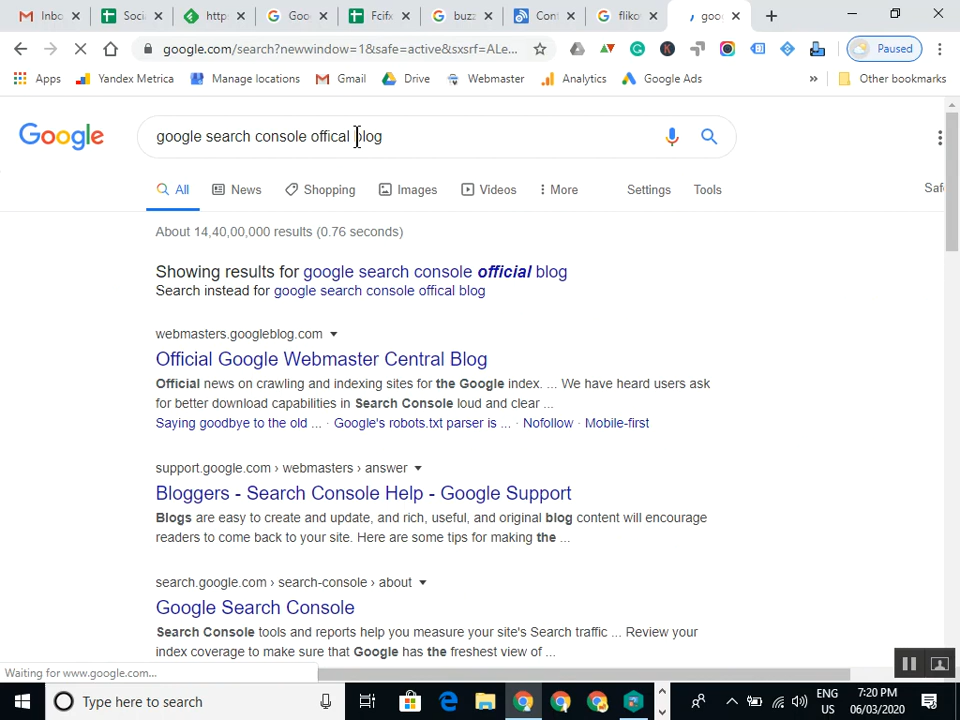 Inbo
Soci
http
Goo
Fcifx
buzz
Cont
fliko
goo
google.com/search?newwindow=1&safe=active&sxsrf=ALe...
Paused
Apps
Yandex Metrica
Manage locations
Gmail
Drive
Webmaster
Analytics
Google Ads
»
Other bookmarks
Google
google search console offical blog
All
News
Shopping
Images
Videos
More
Settings
Tools
Safe
About 14,40,00,000 results (0.76 seconds)
Showing results for google search console official blog
Search instead for google search console offical blog
webmasters.googleblog.com
Official Google Webmaster Central Blog
Official news on crawling and indexing sites for the Google index. ... We have heard users ask
for better download capabilities in Search Console loud and clear ...
Saying goodbye to the old ... · Google's robots.txt parser is ... · Nofollow · Mobile-first
support.google.com › webmasters › answer
Bloggers - Search Console Help - Google Support
Blogs are easy to create and update, and rich, useful, and original blog content will encourage
readers to come back to your site. Here are some tips for making the ...
search.google.com › search-console › about
Google Search Console
Search Console tools and reports help you measure your site's Search traffic ... Review your
index coverage to make sure that Google has the freshest view of ...
Waiting for www.google.com...
Type here to search
ENG
US
7:20 PM
06/03/2020